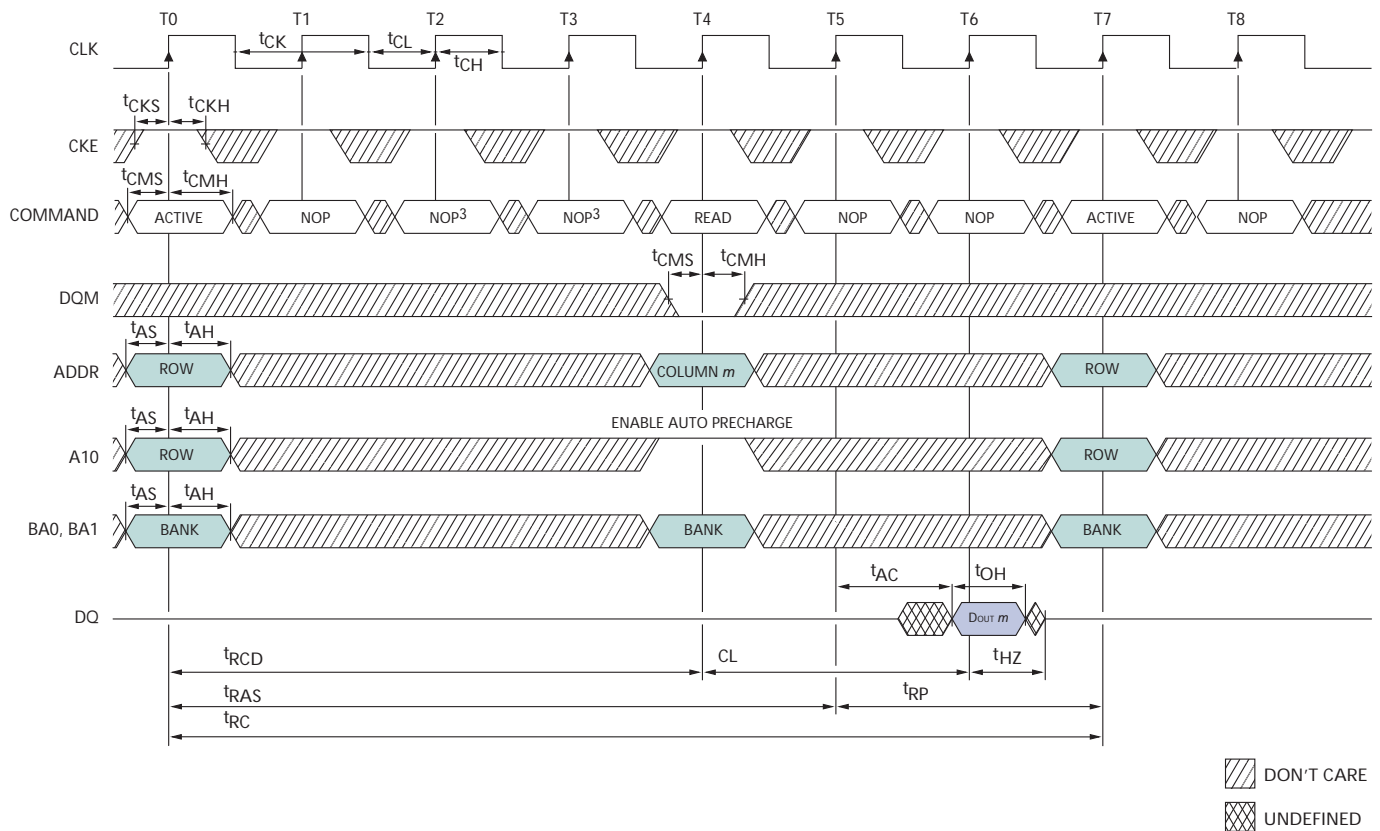 T0 T1 T2 T3 T4 T5 T6 T7 T8
CLK
tCK tCL
tCH
tCKS tCKH
CKE
tCMS tCMH
COMMAND ACTIVE NOP NOP3 NOP3 READ NOP NOP ACTIVE NOP
tCMS tCMH
DQM
tAS tAH
ADDR ROW COLUMN m ROW
ENABLE AUTO PRECHARGE
tAS tAH
A10 ROW ROW
tAS tAH
BA0, BA1 BANK BANK BANK
tAC tOH
DQ DOUT m
tRCD CL tHZ
tRAS tRP
tRC
DON'T CARE
UNDEFINED